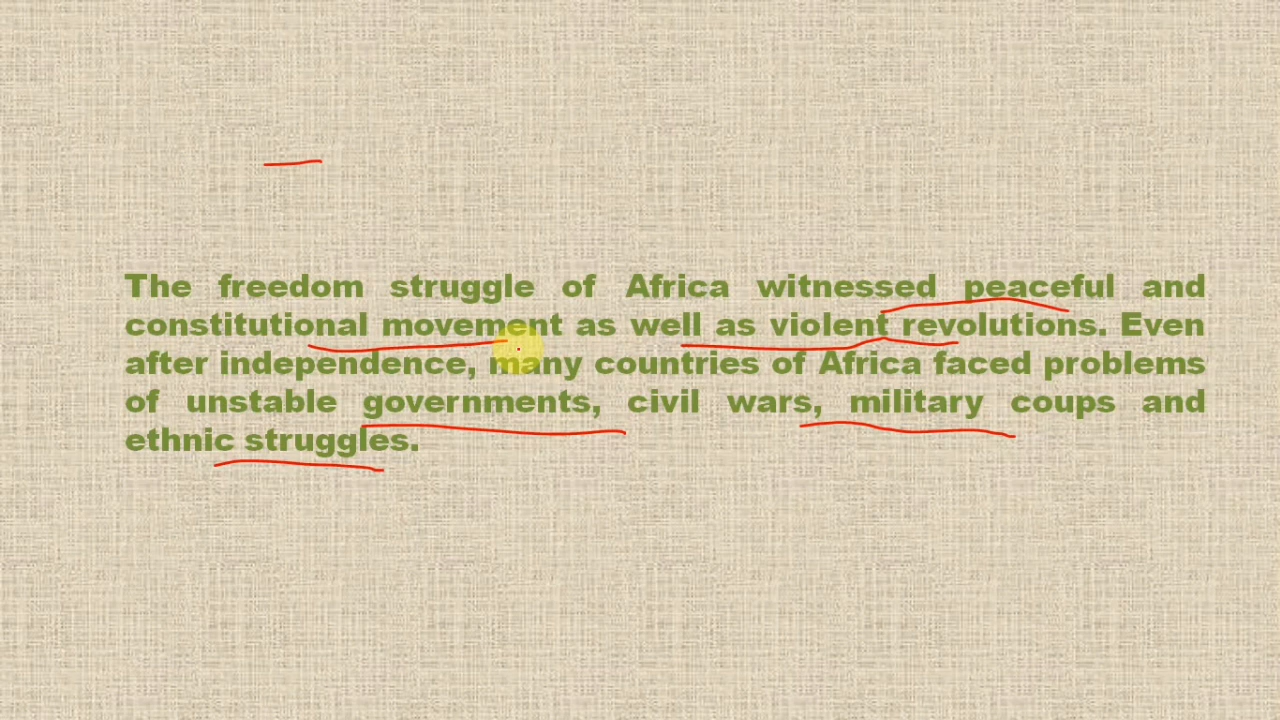 The freedom struggle of Africa witnessed peaceful and
constitutional movement as well as violent revolutions. Even
after independence, many countries of Africa faced problems
of unstable governments, civil wars, military coups and
ethnic struggles.